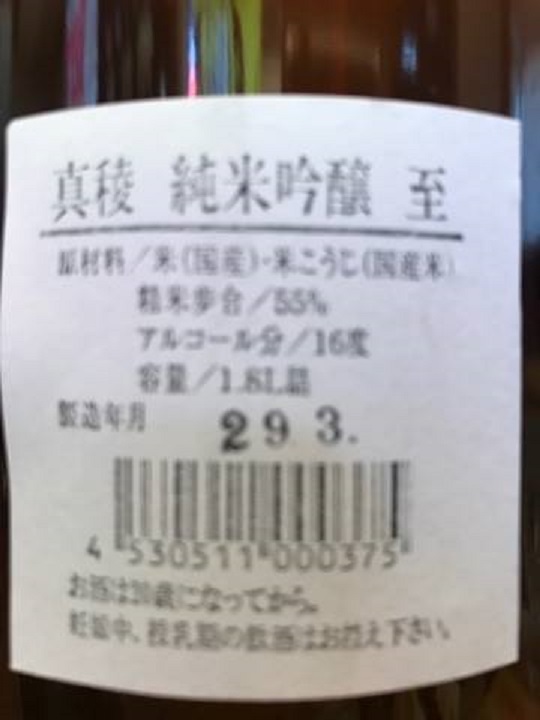 真稜 純米吟醸 至
原材料／米(国産)・米こうじ(国産米)
精米歩合／55%
アルコール分／16度
容量／1.8L詰
製造年月 29 3.
4 530511 000375
お酒は20歳になってから。
妊娠中、授乳期の飲酒はお控え下さい。